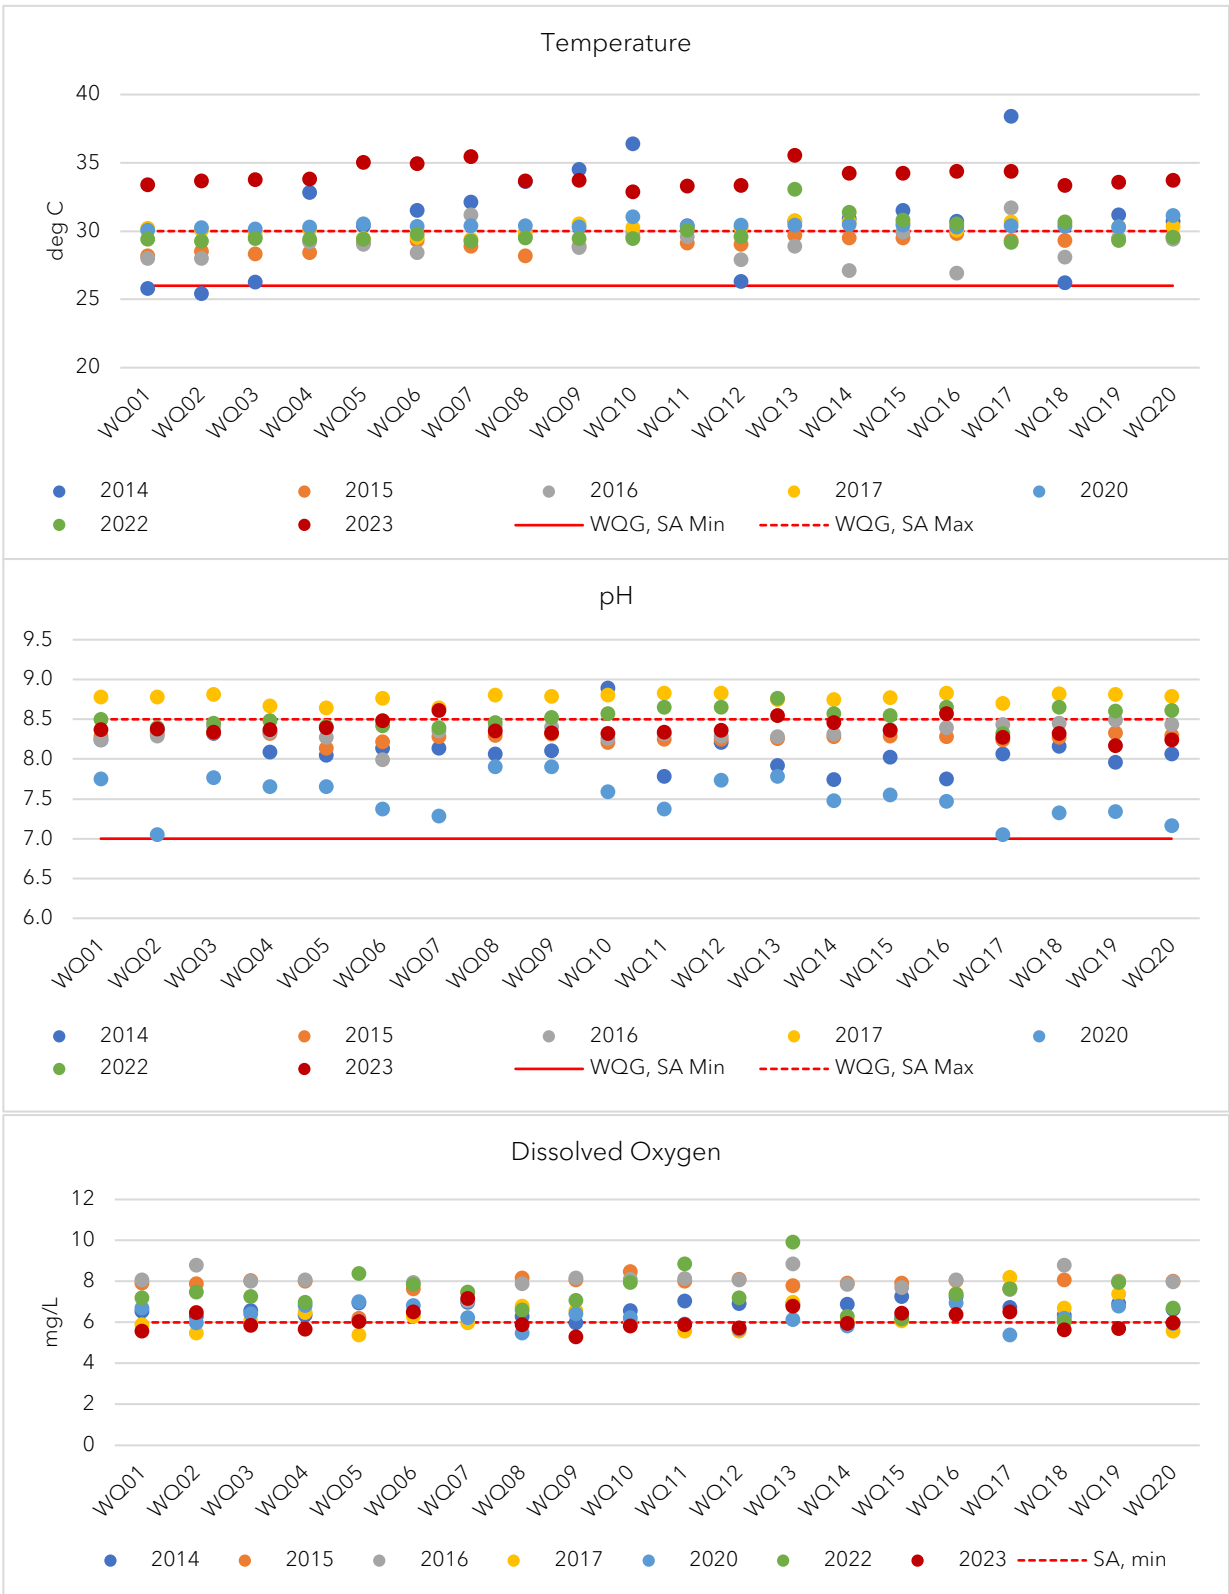 Temperature
40
35
30
25
20
deg C
WQ01 WQ02 WQ03 WQ04 WQ05 WQ06 WQ07 WQ08 WQ09 WQ10 WQ11 WQ12 WQ13 WQ14 WQ15 WQ16 WQ17 WQ18 WQ19 WQ20
2014 2015 2016 2017 2020
2022 2023 WQG, SA Min WQG, SA Max
pH
9.5
9.0
8.5
8.0
7.5
7.0
6.5
6.0
WQ01 WQ02 WQ03 WQ04 WQ05 WQ06 WQ07 WQ08 WQ09 WQ10 WQ11 WQ12 WQ13 WQ14 WQ15 WQ16 WQ17 WQ18 WQ19 WQ20
2014 2015 2016 2017 2020
2022 2023 WQG, SA Min WQG, SA Max
Dissolved Oxygen
12
10
8
6
4
2
0
mg/L
WQ01 WQ02 WQ03 WQ04 WQ05 WQ06 WQ07 WQ08 WQ09 WQ10 WQ11 WQ12 WQ13 WQ14 WQ15 WQ16 WQ17 WQ18 WQ19 WQ20
2014 2015 2016 2017 2020 2022 2023 SA, min